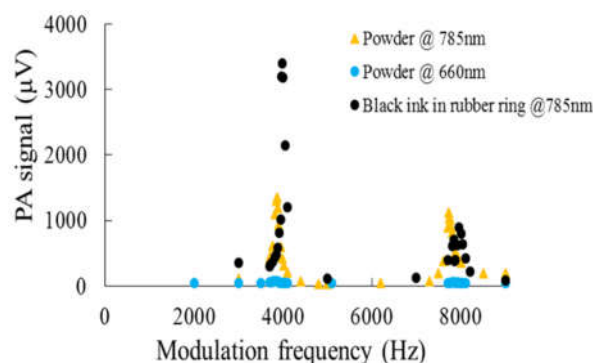 4000
3000
2000
1000
0
PA signal (µV)
Powder @ 785nm
Powder @ 660nm
Black ink in rubber ring @785nm
0 2000 4000 6000 8000
Modulation frequency (Hz)